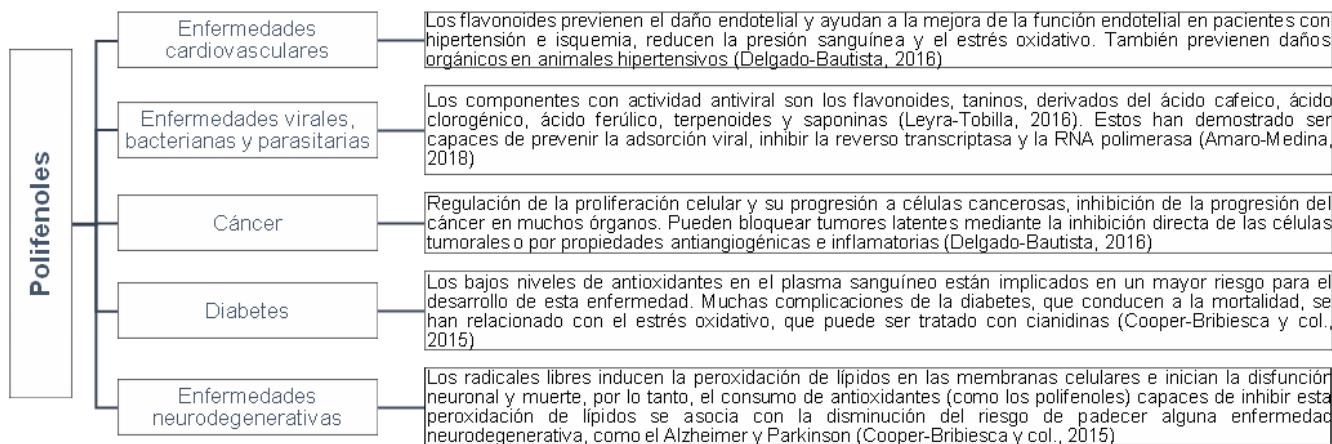 Polifenoles
Enfermedades
cardiovasculares
Los flavonoides previenen el daño endotelial y ayudan a la mejora de la función endotelial en pacientes con
hipertensión e isquemia, reducen la presión sanguínea y el estrés oxidativo. También previenen daños
orgánicos en animales hipertensivos (Delgado-Bautista, 2016)
Enfermedades virales,
bacterianas y parasitarias
Los componentes con actividad antiviral son los flavonoides, taninos, derivados del ácido cafeico, ácido
clorogénico, ácido ferúlico, terpenoides y saponinas (Leyra-Tobilla, 2016). Estos han demostrado ser
capaces de prevenir la adsorción viral, inhibir la reverso transcriptasa y la RNA polimerasa (Amaro-Medina,
2018)
Cáncer
Regulación de la proliferación celular y su progresión a células cancerosas, inhibición de la progresión del
cáncer en muchos órganos. Pueden bloquear tumores latentes mediante la inhibición directa de las células
tumorales o por propiedades antiangiogénicas e inflamatorias (Delgado-Bautista, 2016)
Diabetes
Los bajos niveles de antioxidantes en el plasma sanguíneo están implicados en un mayor riesgo para el
desarrollo de esta enfermedad. Muchas complicaciones de la diabetes, que conducen a la mortalidad, se
han relacionado con el estrés oxidativo, que puede ser tratado con cianidinas (Cooper-Bribiesca y col.,
2015)
Enfermedades
neurodegenerativas
Los radicales libres inducen la peroxidación de lípidos en las membranas celulares e inician la disfunción
neuronal y muerte, por lo tanto, el consumo de antioxidantes (como los polifenoles) capaces de inhibir esta
peroxidación de lípidos se asocia con la disminución del riesgo de padecer alguna enfermedad
neurodegenerativa, como el Alzheimer y Parkinson (Cooper-Bribiesca y col., 2015)